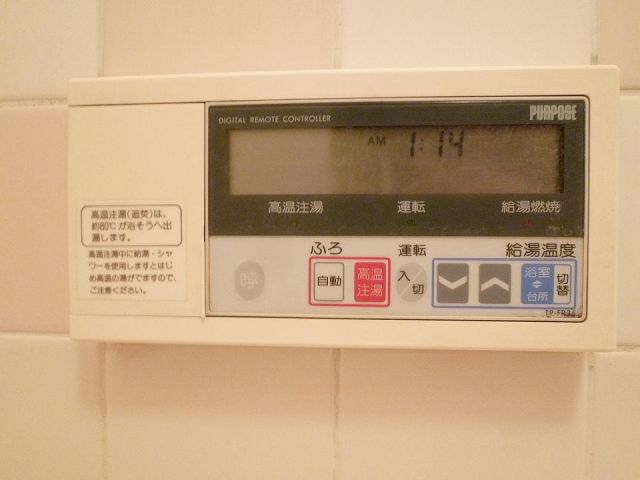 PURPOSE
DIGITAL REMOTE CONTROLLER
AM 1:14
高温注湯 運転 給湯燃焼
高温注湯(追焚)は、
約80℃が浴そうへ出
湯します。
高温注湯中に給湯・シャ
ワーを使用しますとはじ
め高温の湯がでますので、
ご注意ください。
ふろ 運転 給湯温度
呼
自動
高温
注湯
入
切
浴室
台所
切
替